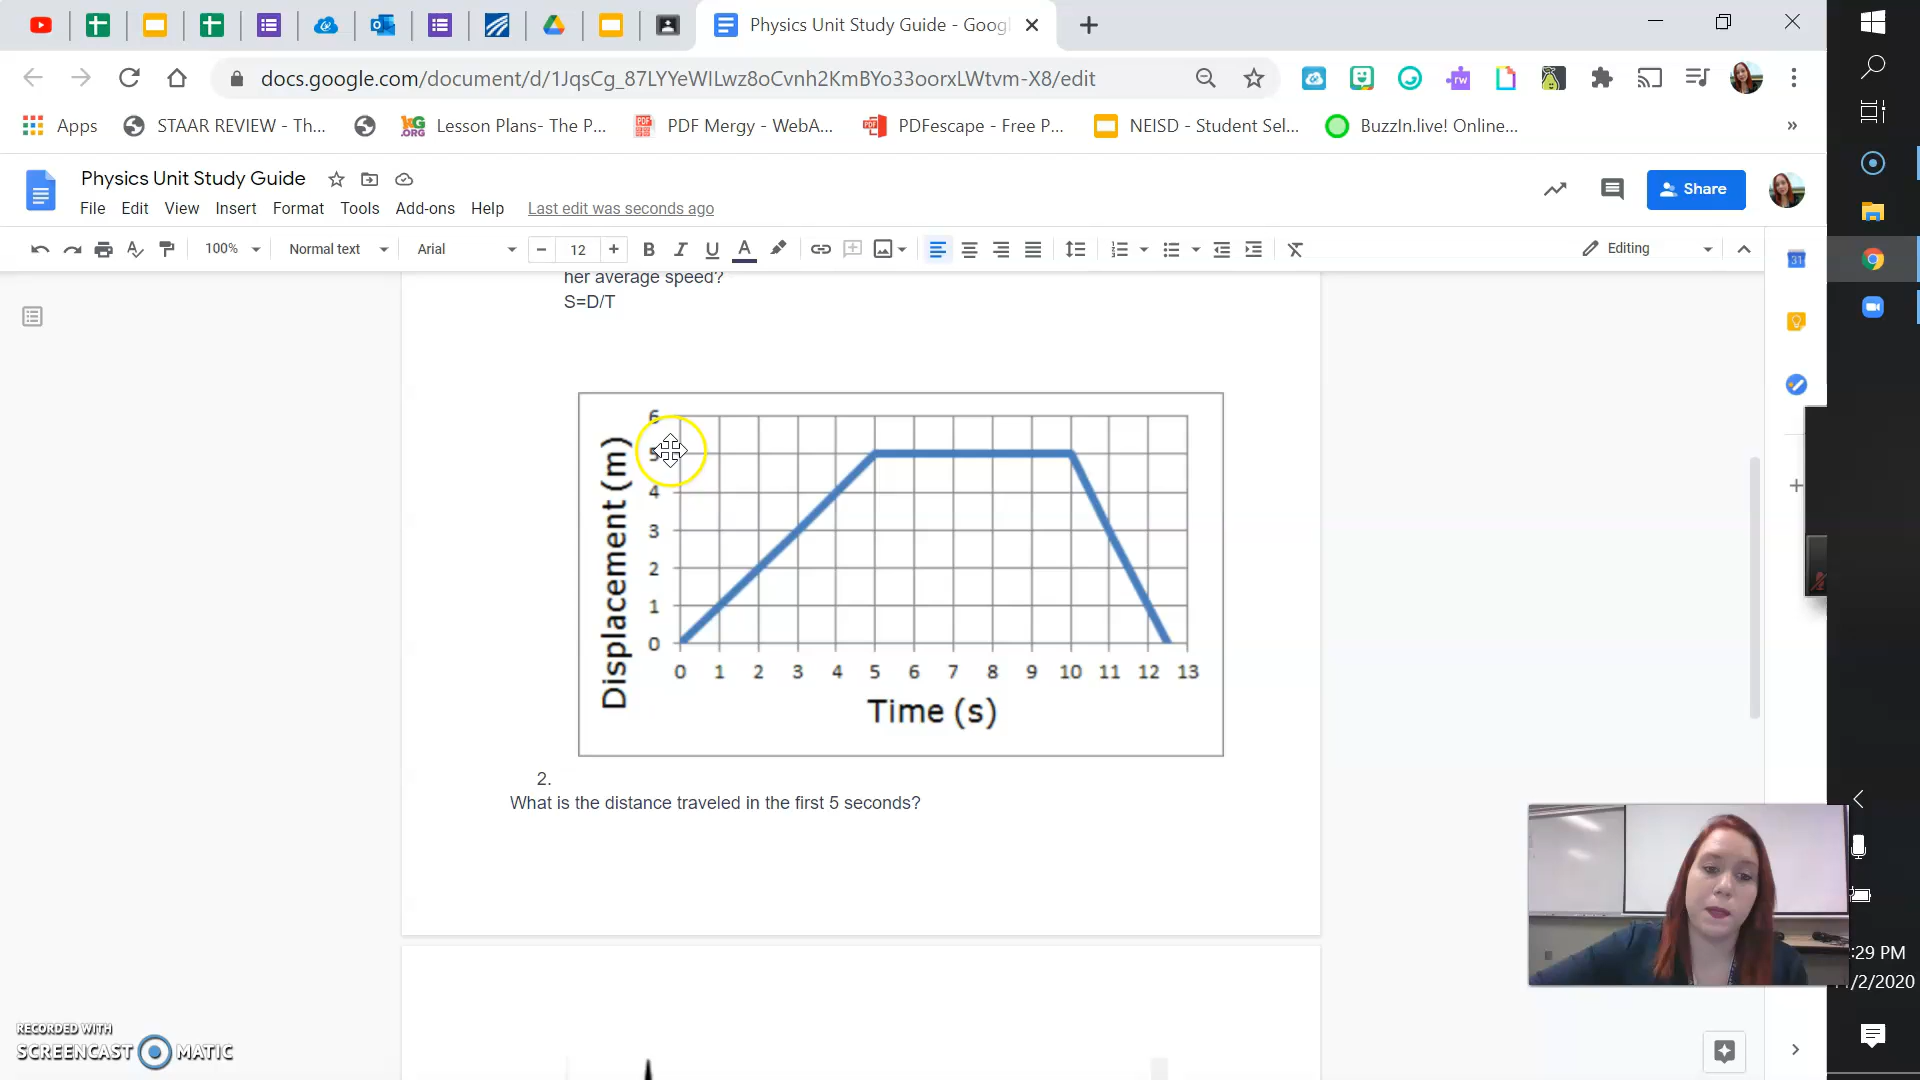 Physics Unit Study Guide - Googl
docs.google.com/document/d/1JqsCg_87LYYeWILwz8oCvnh2KmBYo33oorxLWtvm-X8/edit
Apps
STAAR REVIEW - Th...
Lesson Plans- The P...
PDF Mergy - WebA...
PDFescape - Free P...
NEISD - Student Sel...
BuzzIn.live! Online...
»
Physics Unit Study Guide
File Edit View Insert Format Tools Add-ons Help Last edit was seconds ago
Share
100% Normal text Arial 12 B I U A Editing
31
her average speed?
S=D/T
Displacement (m)
6
5
4
3
2
1
0
0 1 2 3 4 5 6 7 8 9 10 11 12 13
Time (s)
2.
What is the distance traveled in the first 5 seconds?
:29 PM
/2/2020
RECORDED WITH
SCREENCAST MATIC